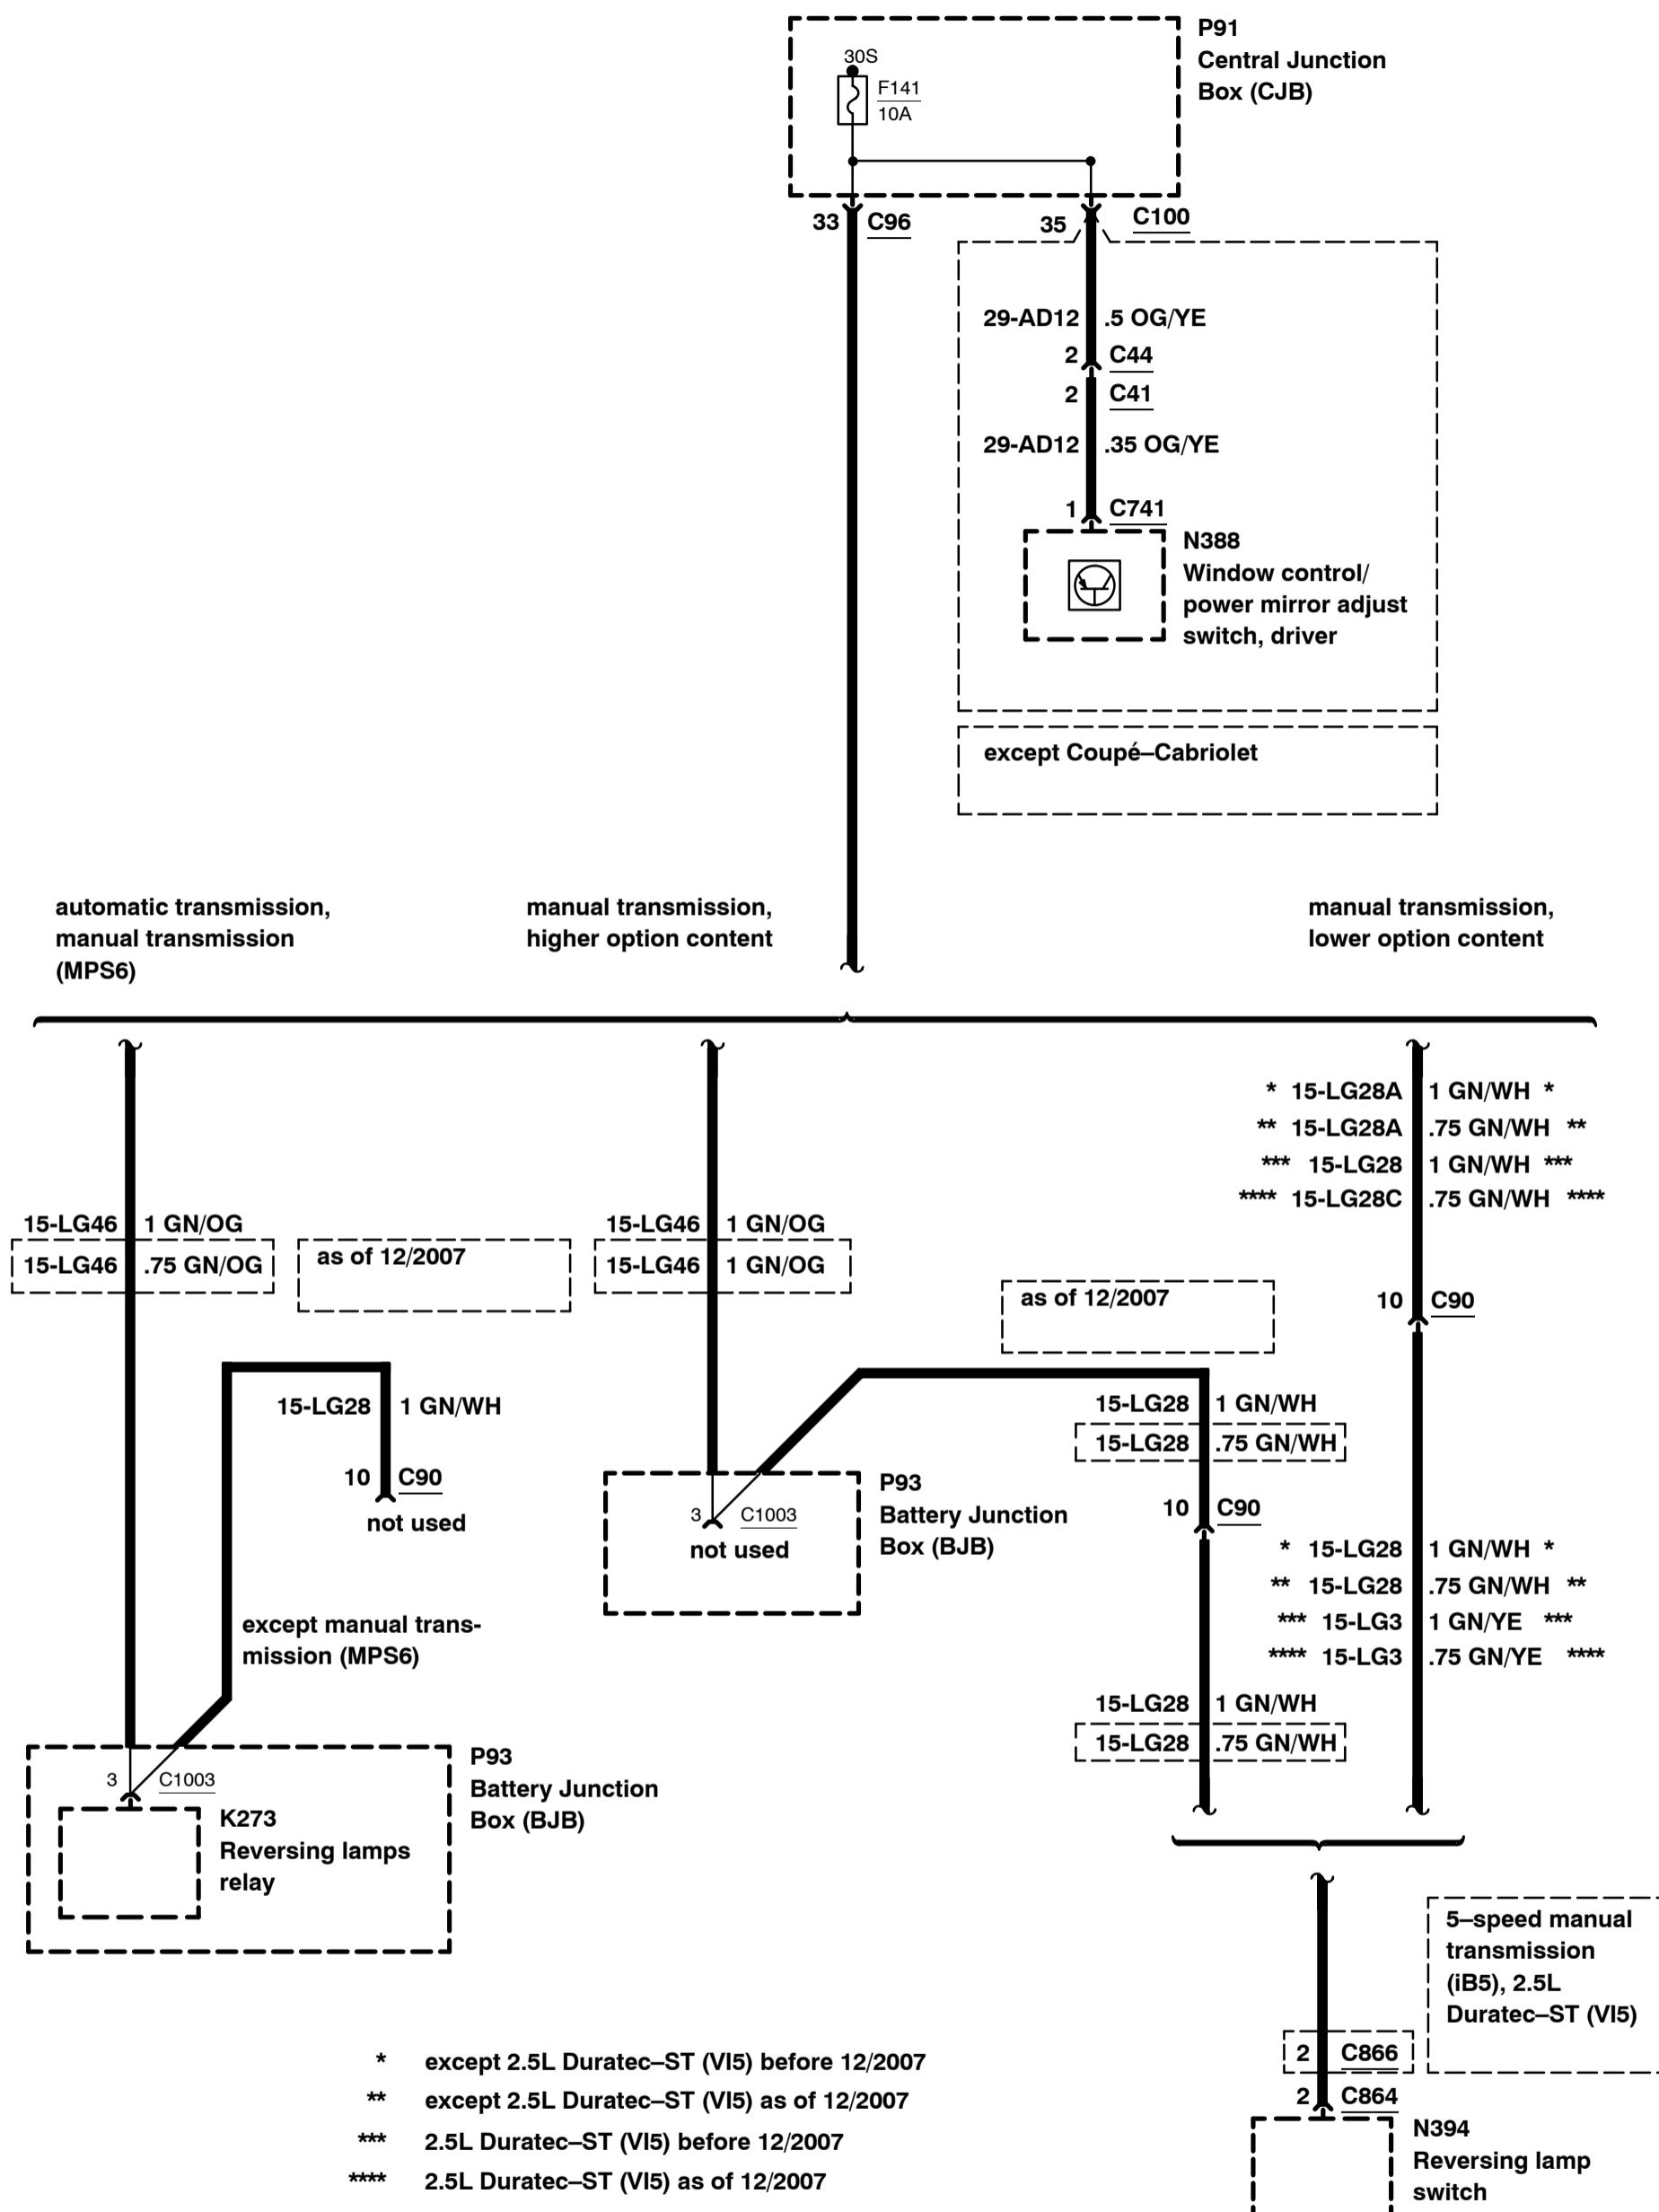 P91
Central Junction
Box (CJB)
30S
F141
10A
33 C96
35 C100
29-AD12 .5 OG/YE
2 C44
2 C41
29-AD12 .35 OG/YE
1 C741
N388
Window control/
power mirror adjust
switch, driver
except Coupé–Cabriolet
automatic transmission,
manual transmission
(MPS6)
manual transmission,
higher option content
manual transmission,
lower option content
* 15-LG28A 1 GN/WH *
** 15-LG28A .75 GN/WH **
*** 15-LG28 1 GN/WH ***
**** 15-LG28C .75 GN/WH ****
15-LG46 1 GN/OG
15-LG46 .75 GN/OG
as of 12/2007
15-LG46 1 GN/OG
15-LG46 1 GN/OG
as of 12/2007
10 C90
15-LG28 1 GN/WH
10 C90
not used
15-LG28 1 GN/WH
15-LG28 .75 GN/WH
10 C90
P93
Battery Junction
Box (BJB)
3 C1003
not used
* 15-LG28 1 GN/WH *
** 15-LG28 .75 GN/WH **
*** 15-LG3 1 GN/YE ***
**** 15-LG3 .75 GN/YE ****
except manual trans-
mission (MPS6)
15-LG28 1 GN/WH
15-LG28 .75 GN/WH
P93
Battery Junction
Box (BJB)
3 C1003
K273
Reversing lamps
relay
5–speed manual
transmission
(iB5), 2.5L
Duratec–ST (VI5)
2 C866
2 C864
N394
Reversing lamp
switch
* except 2.5L Duratec–ST (VI5) before 12/2007
** except 2.5L Duratec–ST (VI5) as of 12/2007
*** 2.5L Duratec–ST (VI5) before 12/2007
**** 2.5L Duratec–ST (VI5) as of 12/2007